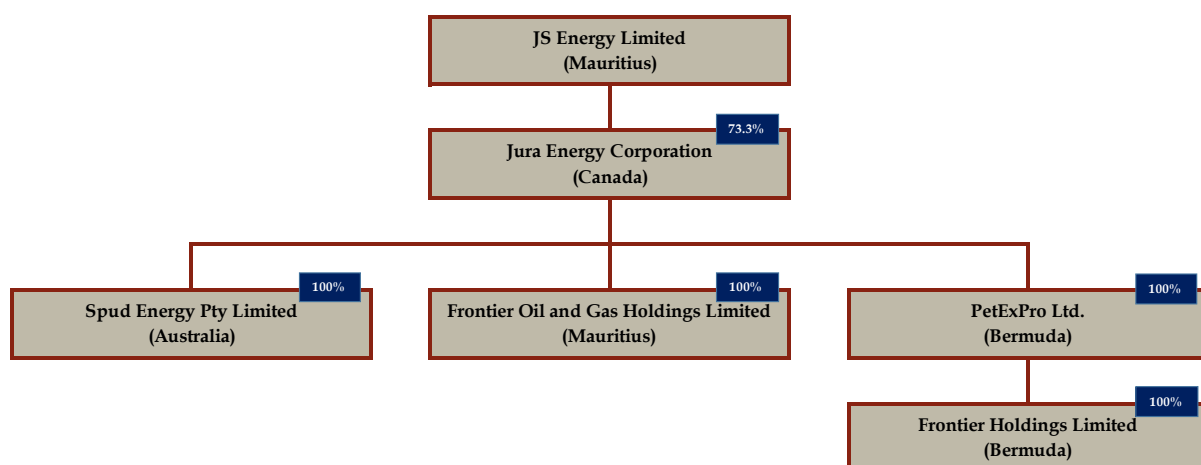 JS Energy Limited
(Mauritius)
73.3%
Jura Energy Corporation
(Canada)
100%
Spud Energy Pty Limited
(Australia)
100%
Frontier Oil and Gas Holdings Limited
(Mauritius)
100%
PetExPro Ltd.
(Bermuda)
100%
Frontier Holdings Limited
(Bermuda)